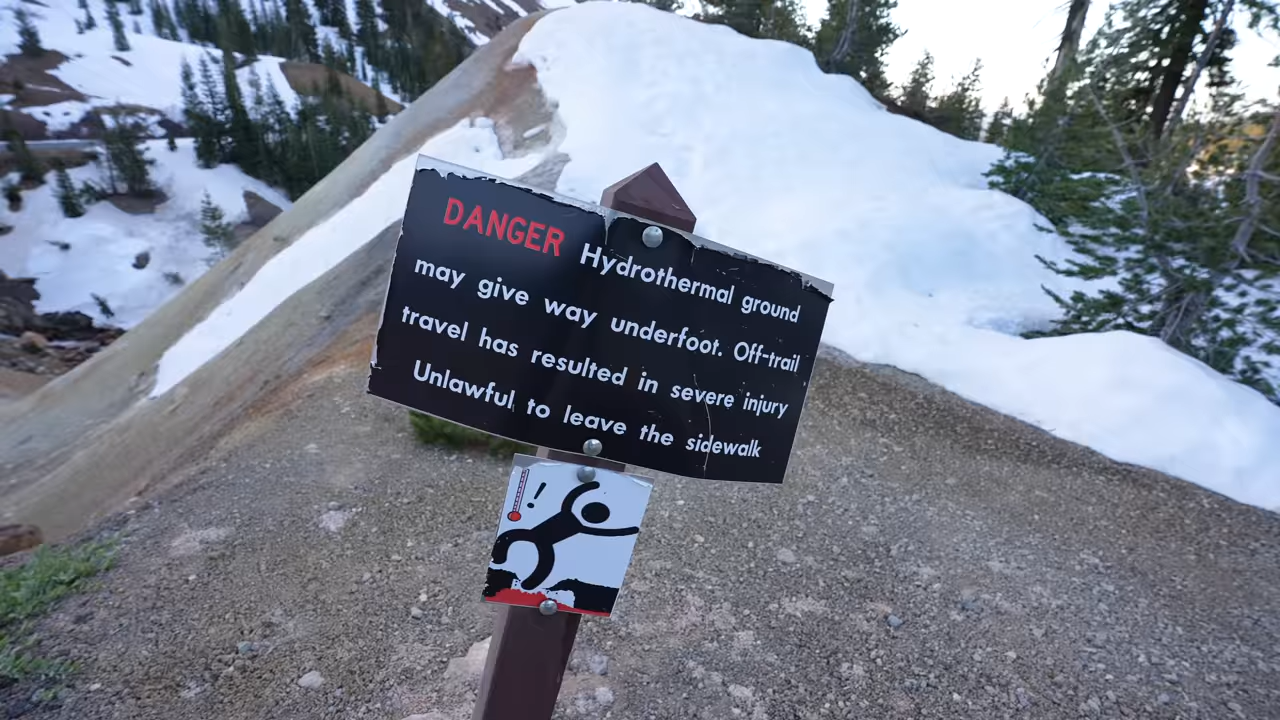 DANGER Hydrothermal ground
may give way underfoot. Off-trail
travel has resulted in severe injury
Unlawful to leave the sidewalk
!